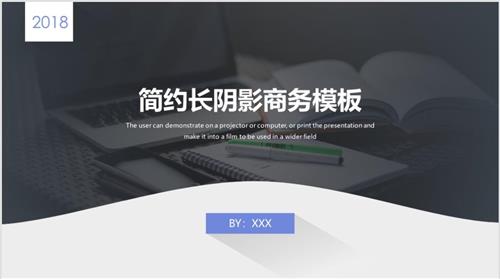 2018
简约长阴影商务模板
The user can demonstrate on a projector or computer, or print the presentation and
make it into a film to be used in a wider field
BY：XXX